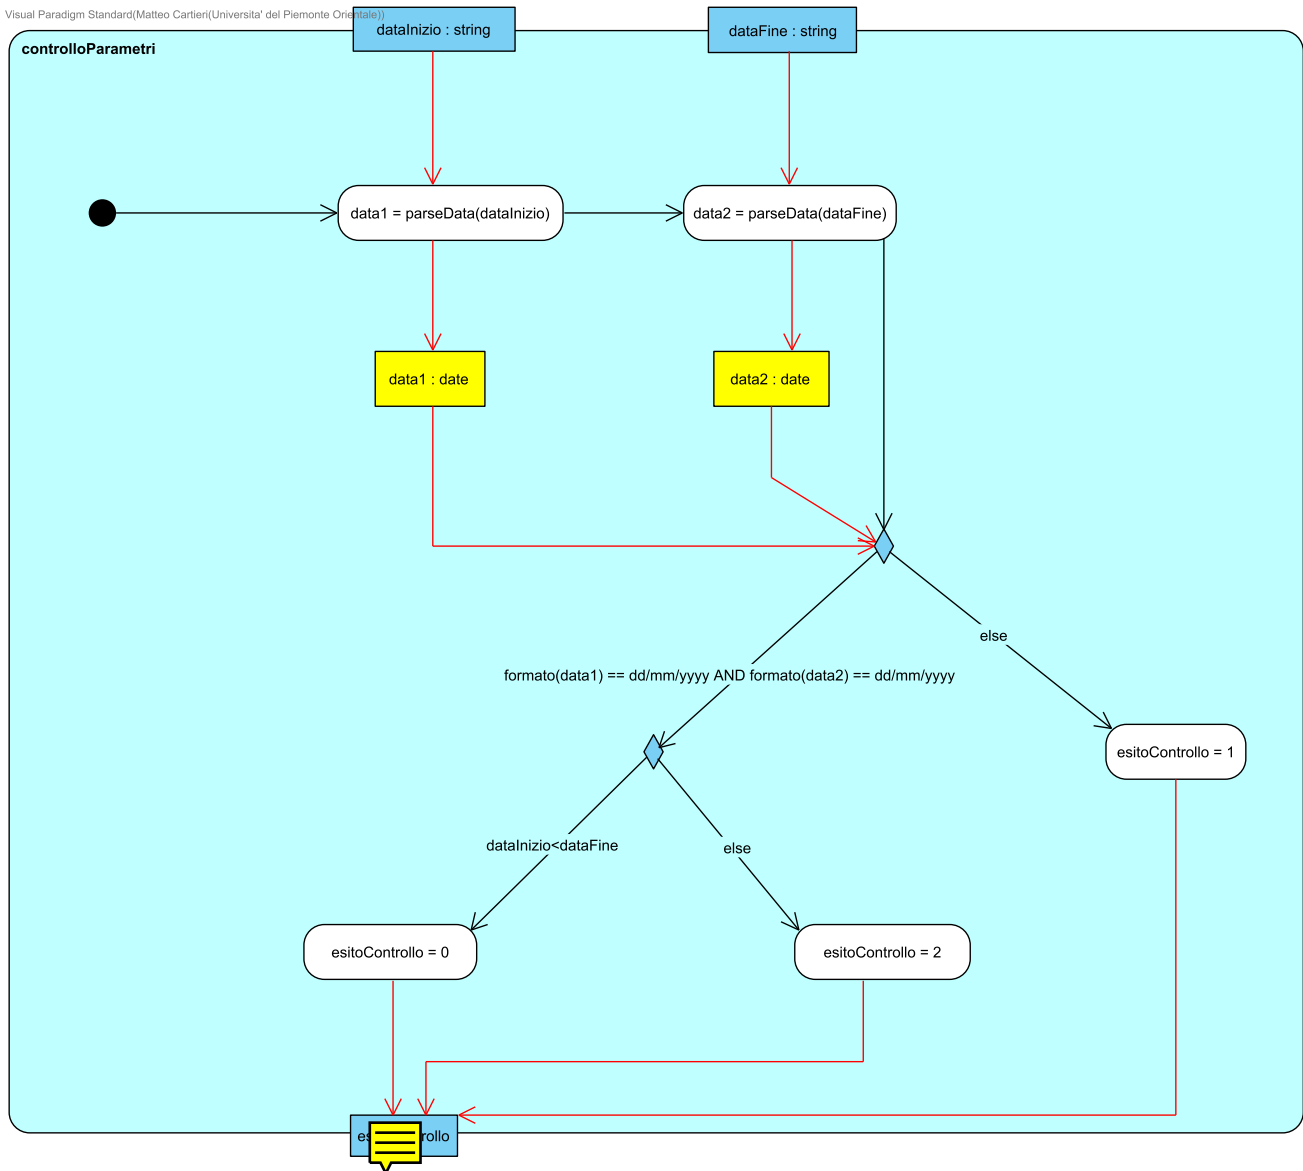 Visual Paradigm Standard(Matteo Cartieri(Universita' del Piemonte Orientale))
dataInizio : string
dataFine : string
controlloParametri
data1 = parseData(dataInizio)
data2 = parseData(dataFine)
data1 : date
data2 : date
else
formato(data1) == dd/mm/yyyy AND formato(data2) == dd/mm/yyyy
esitoControllo = 1
dataInizio<dataFine
else
esitoControllo = 0
esitoControllo = 2